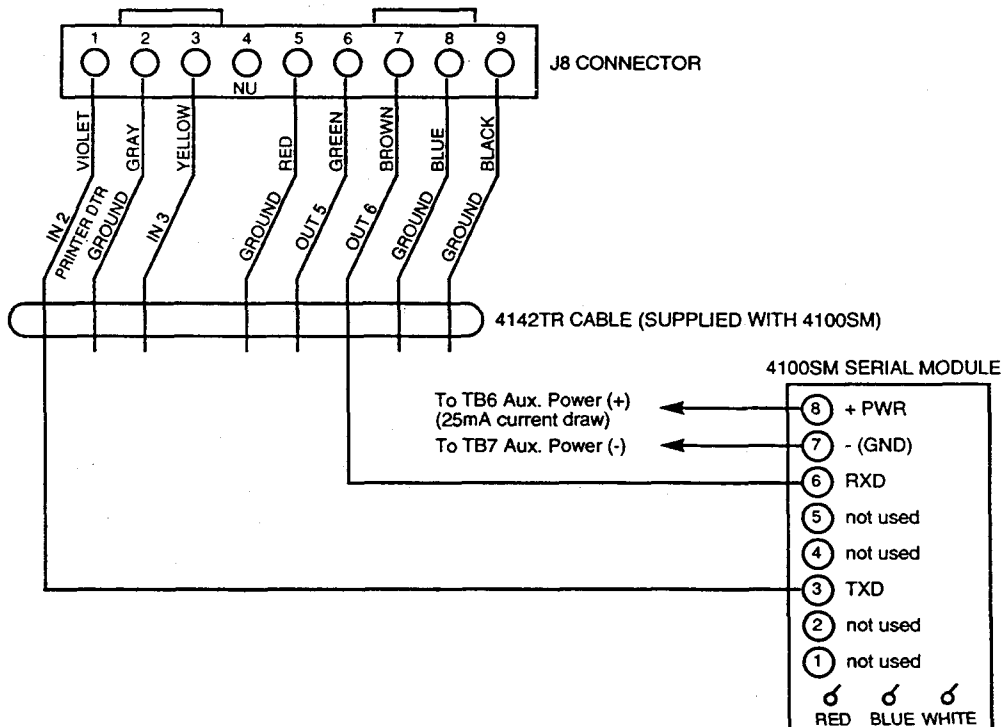 1 2 3 4 5 6 7 8 9
J8 CONNECTOR
NU
VIOLET
GRAY
YELLOW
RED
GREEN
BROWN
BLUE
BLACK
IN 2
PRINTER DTR
GROUND
IN 3
GROUND
OUT 5
OUT 6
GROUND
GROUND
4142TR CABLE (SUPPLIED WITH 4100SM)
4100SM SERIAL MODULE
To TB6 Aux. Power (+)
(25mA current draw)
To TB7 Aux. Power (-)
8 + PWR
7 - (GND)
6 RXD
5 not used
4 not used
3 TXD
2 not used
1 not used
RED BLUE WHITE